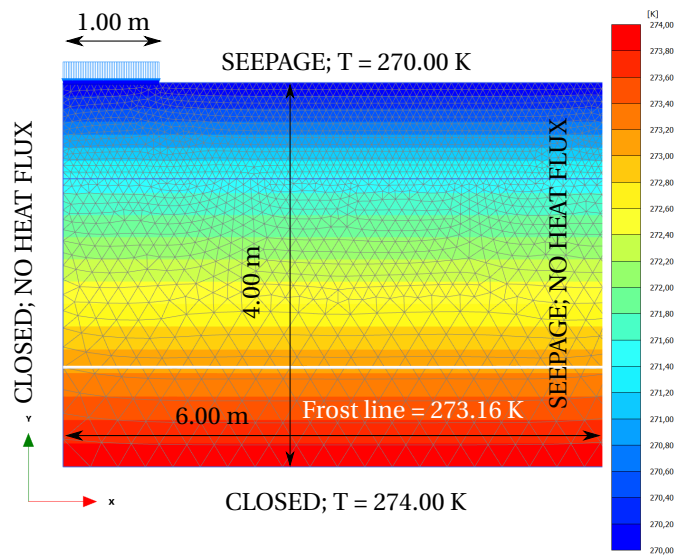 1.00 m
SEEPAGE; T = 270.00 K
CLOSED; NO HEAT FLUX
4.00 m
SEEPAGE; NO HEAT FLUX
Frost line = 273.16 K
6.00 m
CLOSED; T = 274.00 K
Y
X
[K]
274,00
273,80
273,60
273,40
273,20
273,00
272,80
272,60
272,40
272,20
272,00
271,80
271,60
271,40
271,20
271,00
270,80
270,60
270,40
270,20
270,00